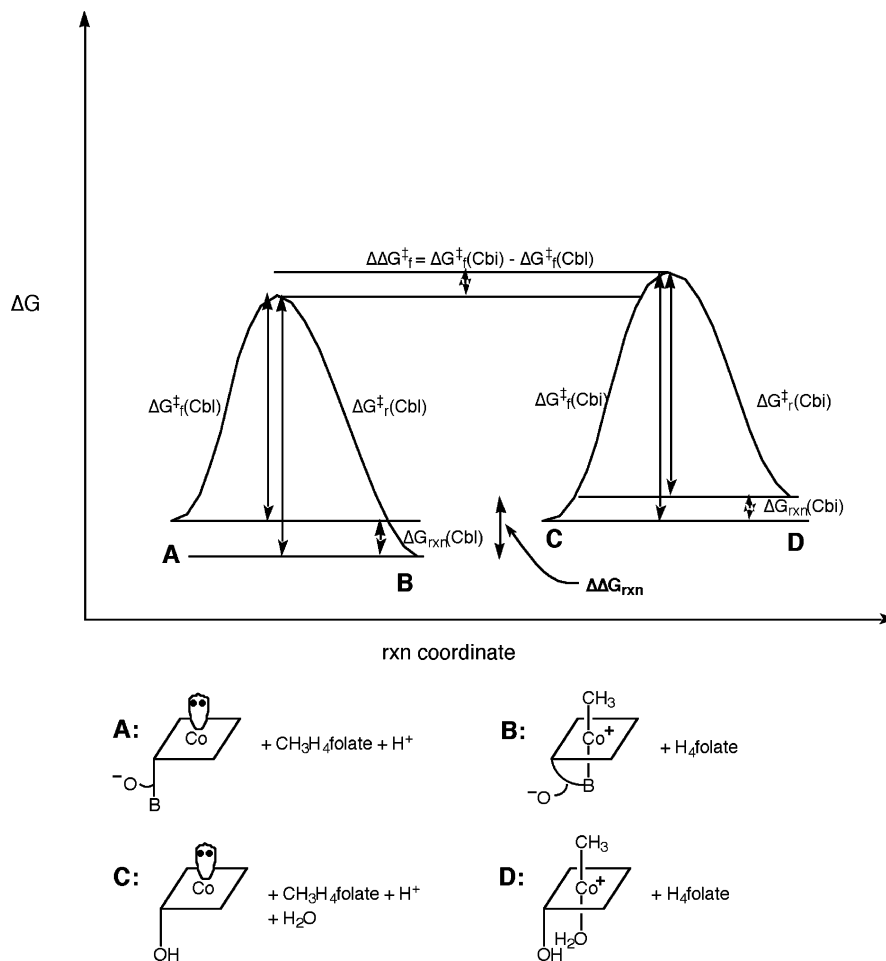 ΔΔG‡f = ΔG‡f(Cbi) - ΔG‡f(Cbl)
ΔG
ΔG‡f(Cbl)
ΔG‡r(Cbl)
ΔG‡f(Cbi)
ΔG‡r(Cbi)
ΔGrxn(Cbi)
A
ΔGrxn(Cbl)
C
D
B
ΔΔGrxn
rxn coordinate
A:
Co
+ CH3H4folate + H+
−O
B
B:
CH3
Co+
+ H4folate
−O
B
C:
Co
+ CH3H4folate + H+
+ H2O
OH
D:
CH3
Co+
+ H4folate
H2O
OH